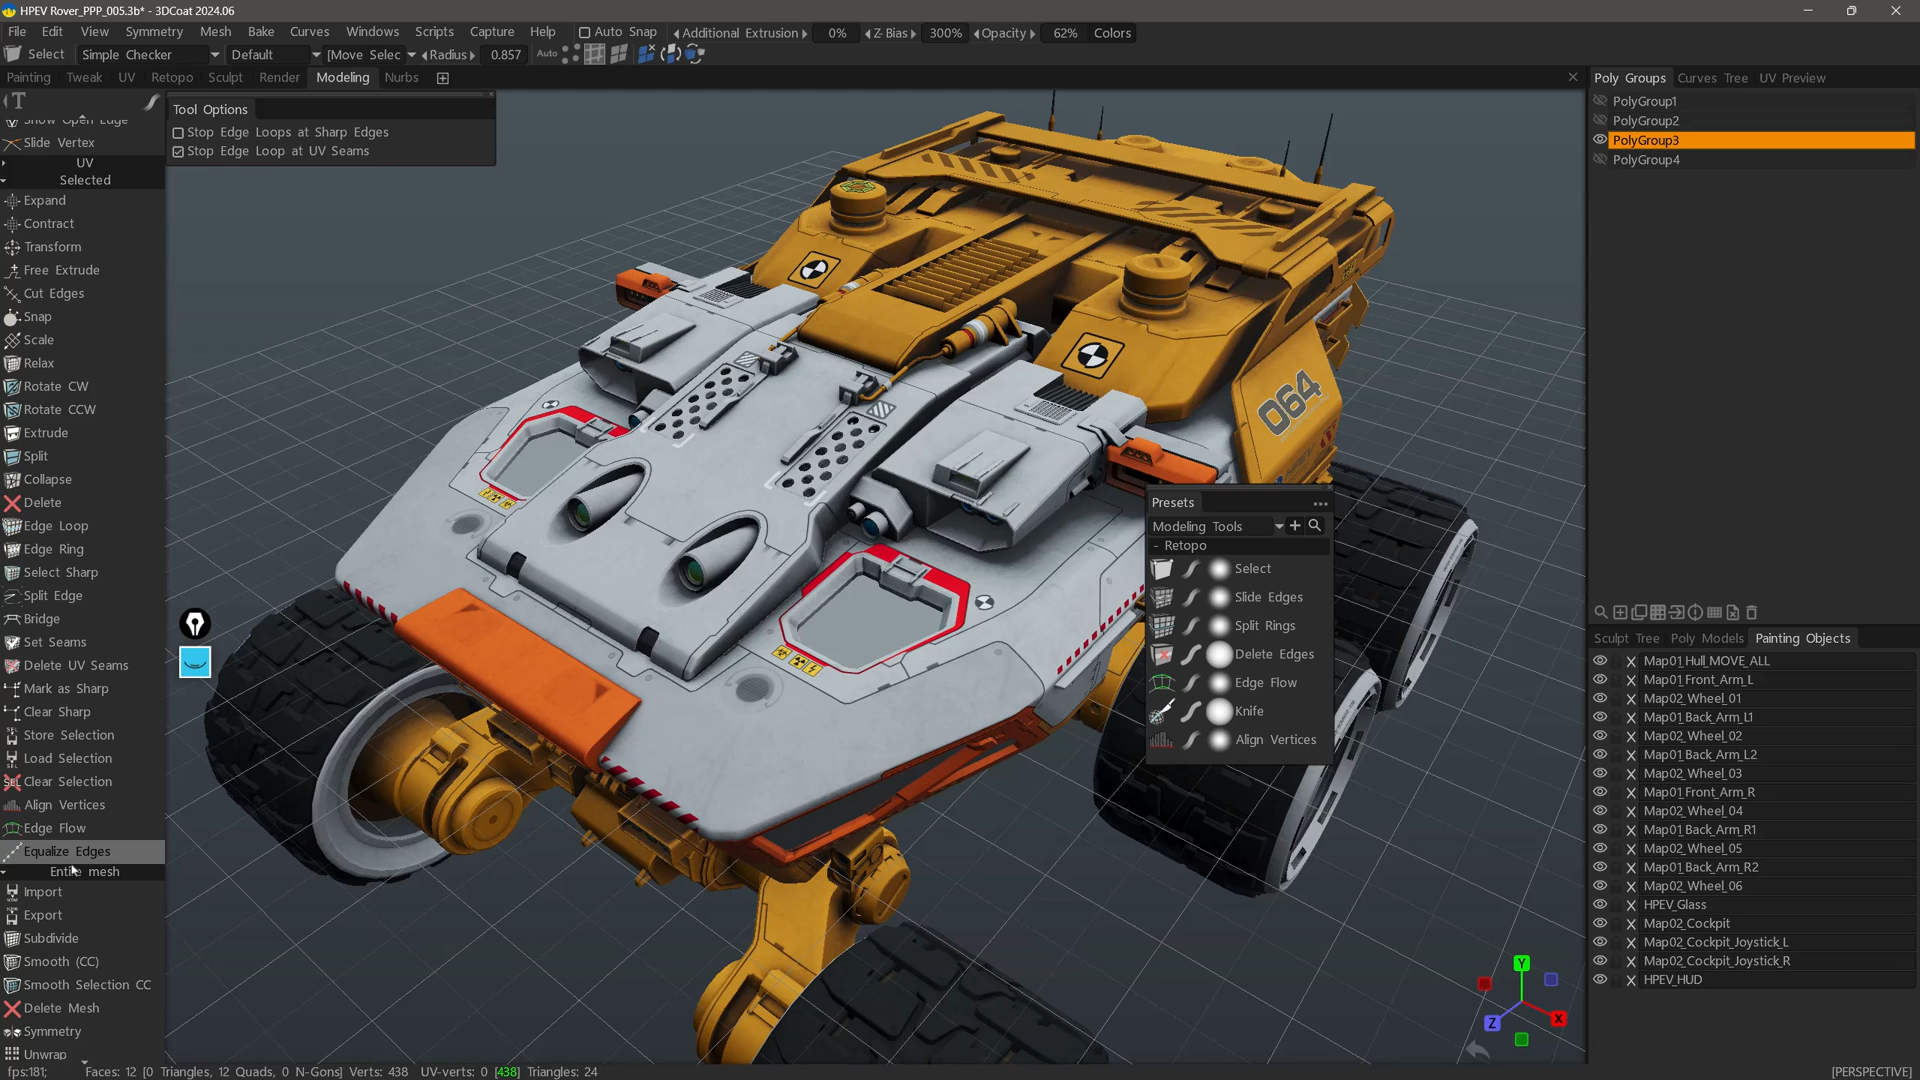 HPEV Rover_PPP_005.3b* - 3DCoat 2024.06
File Edit View Symmetry Mesh Bake Curves Windows Scripts Capture Help Auto Snap Additional Extrusion 0% Z-Bias 300% Opacity 62% Colors
Select Simple Checker Default [Move Selec Radius 0.857 Auto
Painting Tweak UV Retopo Sculpt Render Modeling Nurbs
Tool Options
Stop Edge Loops at Sharp Edges
Stop Edge Loop at UV Seams
T
Show Open Edge
Slide Vertex
UV
Selected
Expand
Contract
Transform
Free Extrude
Cut Edges
Snap
Scale
Relax
Rotate CW
Rotate CCW
Extrude
Split
Collapse
Delete
Edge Loop
Edge Ring
Select Sharp
Split Edge
Bridge
Set Seams
Delete UV Seams
Mark as Sharp
Clear Sharp
Store Selection
Load Selection
SEL Clear Selection
Align Vertices
Edge Flow
Equalize Edges
Entire mesh
Import
Export
Subdivide
Smooth (CC)
Smooth Selection CC
Delete Mesh
Symmetry
Unwrap
064
Presets
Modeling Tools
- Retopo
Select
Slide Edges
Split Rings
Delete Edges
Edge Flow
Knife
Align Vertices
Poly Groups Curves Tree UV Preview
PolyGroup1
PolyGroup2
PolyGroup3
PolyGroup4
Sculpt Tree Poly Models Painting Objects
X Map01_Hull_MOVE_ALL
X Map01_Front_Arm_L
X Map02_Wheel_01
X Map01_Back_Arm_L1
X Map02_Wheel_02
X Map01_Back_Arm_L2
X Map02_Wheel_03
X Map01_Front_Arm_R
X Map02_Wheel_04
X Map01_Back_Arm_R1
X Map02_Wheel_05
X Map01_Back_Arm_R2
X Map02_Wheel_06
X HPEV_Glass
X Map02_Cockpit
X Map02_Cockpit_Joystick_L
X Map02_Cockpit_Joystick_R
X HPEV_HUD
Y
Z
X
fps:181; Faces: 12 [0 Triangles, 12 Quads, 0 N-Gons] Verts: 438 UV-verts: 0 [438] Triangles: 24 [PERSPECTIVE]